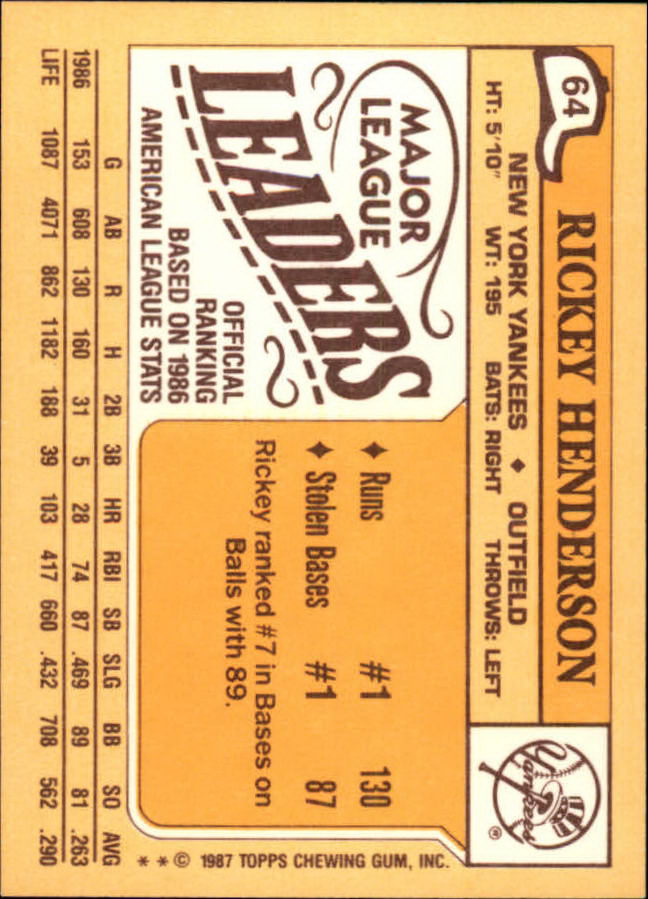 64
RICKEY HENDERSON
NEW YORK YANKEES ♦ OUTFIELD
HT: 5'10" WT: 195 BATS: RIGHT THROWS: LEFT
Yankees
®
MAJOR
LEAGUE
LEADERS
OFFICIAL
RANKING
BASED ON 1986
AMERICAN LEAGUE STATS
♦ Runs #1 130
♦ Stolen Bases #1 87
Rickey ranked #7 in Bases on
Balls with 89.
* * © 1987 TOPPS CHEWING GUM, INC.
G AB R H 2B 3B HR RBI SB SLG BB SO AVG
1986 153 608 130 160 31 5 28 74 87 .469 89 81 .263
LIFE 1087 4071 862 1182 188 39 103 417 660 .432 708 562 .290